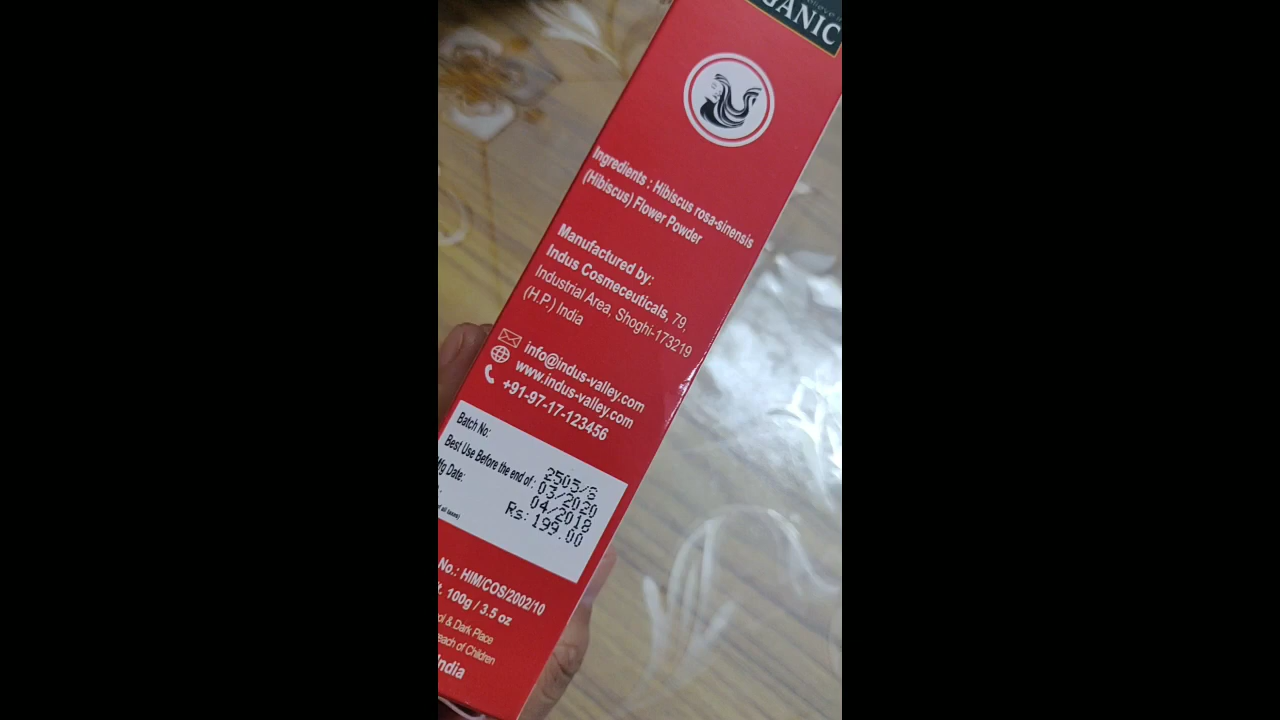 GANIC
Ingredients : Hibiscus rosa-sinensis
(Hibiscus) Flower Powder
Manufactured by:
Indus Cosmeceuticals, 79,
Industrial Area, Shoghi-173219
(H.P.) India
info@indus-valley.com
www.indus-valley.com
+91-97-17-123456
Batch No: 2505/8
Best Use Before the end of: 03/2020
Mfg Date: 04/2018
Rs: 199.00
of all taxes)
No.: HIM/COS/2002/10
t. 100g / 3.5 oz
ol & Dark Place
each of Children
India